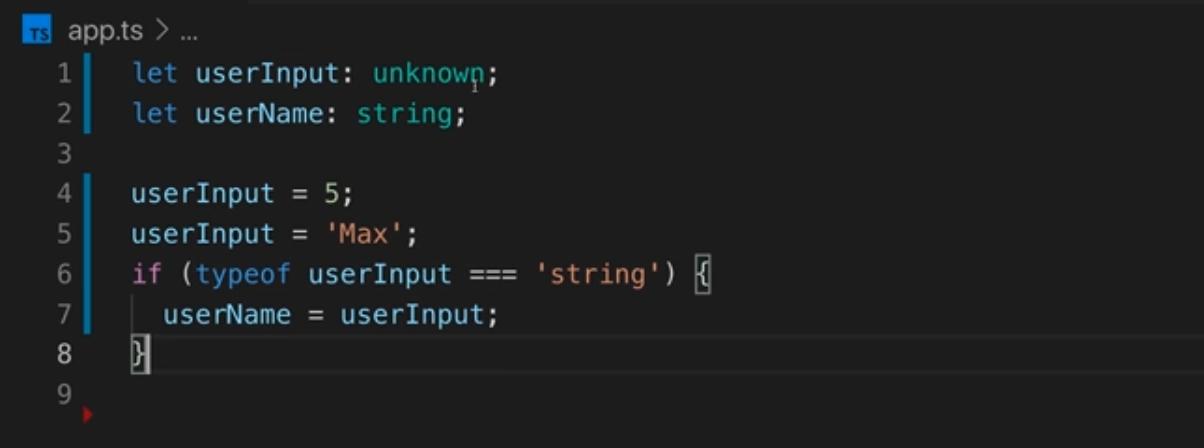 TS app.ts > ...
1 let userInput: unknown;
2 let userName: string;
3
4 userInput = 5;
5 userInput = 'Max';
6 if (typeof userInput === 'string') {
7   userName = userInput;
8 }
9